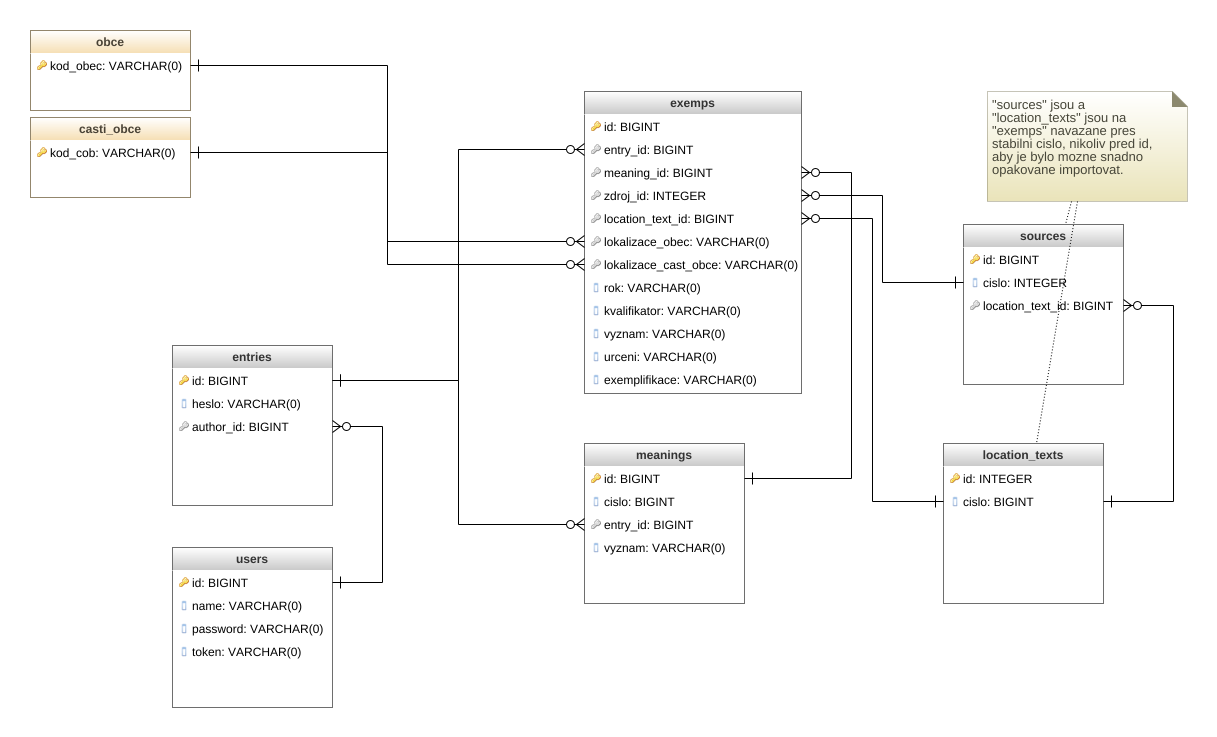 obce
kod_obec: VARCHAR(0)
casti_obce
kod_cob: VARCHAR(0)
exemps
id: BIGINT
entry_id: BIGINT
meaning_id: BIGINT
zdroj_id: INTEGER
location_text_id: BIGINT
lokalizace_obec: VARCHAR(0)
lokalizace_cast_obce: VARCHAR(0)
rok: VARCHAR(0)
kvalifikator: VARCHAR(0)
vyznam: VARCHAR(0)
urceni: VARCHAR(0)
exemplifikace: VARCHAR(0)
"sources" jsou a
"location_texts" jsou na
"exemps" navazane pres
stabilni cislo, nikoliv pred id,
aby je bylo mozne snadno
opakovane importovat.
sources
id: BIGINT
cislo: INTEGER
location_text_id: BIGINT
entries
id: BIGINT
heslo: VARCHAR(0)
author_id: BIGINT
meanings
id: BIGINT
cislo: BIGINT
entry_id: BIGINT
vyznam: VARCHAR(0)
location_texts
id: INTEGER
cislo: BIGINT
users
id: BIGINT
name: VARCHAR(0)
password: VARCHAR(0)
token: VARCHAR(0)